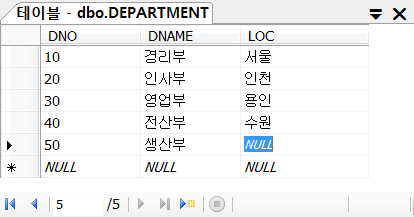 테이블 - dbo.DEPARTMENT
DNO DNAME LOC
10 경리부 서울
20 인사부 인천
30 영업부 용인
40 전산부 수원
50 생산부 NULL
NULL NULL NULL
5 /5